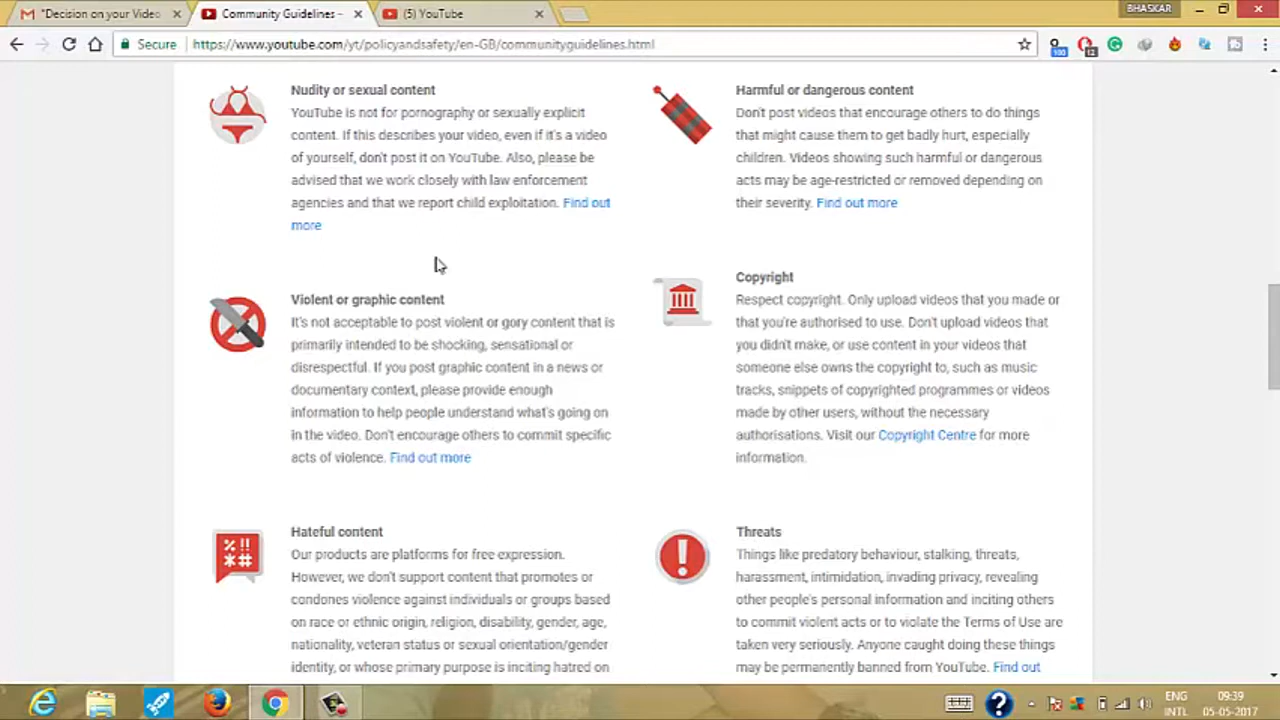 "Decision on your Video
Community Guidelines -
(5) YouTube
BHASKAR
Secure
https://www.youtube.com/yt/policyandsafety/en-GB/communityguidelines.html
100
12
Nudity or sexual content
YouTube is not for pornography or sexually explicit
content. If this describes your video, even if it's a video
of yourself, don't post it on YouTube. Also, please be
advised that we work closely with law enforcement
agencies and that we report child exploitation. Find out
more
Harmful or dangerous content
Don't post videos that encourage others to do things
that might cause them to get badly hurt, especially
children. Videos showing such harmful or dangerous
acts may be age-restricted or removed depending on
their severity. Find out more
Violent or graphic content
It's not acceptable to post violent or gory content that is
primarily intended to be shocking, sensational or
disrespectful. If you post graphic content in a news or
documentary context, please provide enough
information to help people understand what's going on
in the video. Don't encourage others to commit specific
acts of violence. Find out more
Copyright
Respect copyright. Only upload videos that you made or
that you're authorised to use. Don't upload videos that
you didn't make, or use content in your videos that
someone else owns the copyright to, such as music
tracks, snippets of copyrighted programmes or videos
made by other users, without the necessary
authorisations. Visit our Copyright Centre for more
information.
%!!
*#
Hateful content
Our products are platforms for free expression.
However, we don't support content that promotes or
condones violence against individuals or groups based
on race or ethnic origin, religion, disability, gender, age,
nationality, veteran status or sexual orientation/gender
identity, or whose primary purpose is inciting hatred on
Threats
Things like predatory behaviour, stalking, threats,
harassment, intimidation, invading privacy, revealing
other people's personal information and inciting others
to commit violent acts or to violate the Terms of Use are
taken very seriously. Anyone caught doing these things
may be permanently banned from YouTube. Find out
ENG
INTL
09:39
05-05-2017